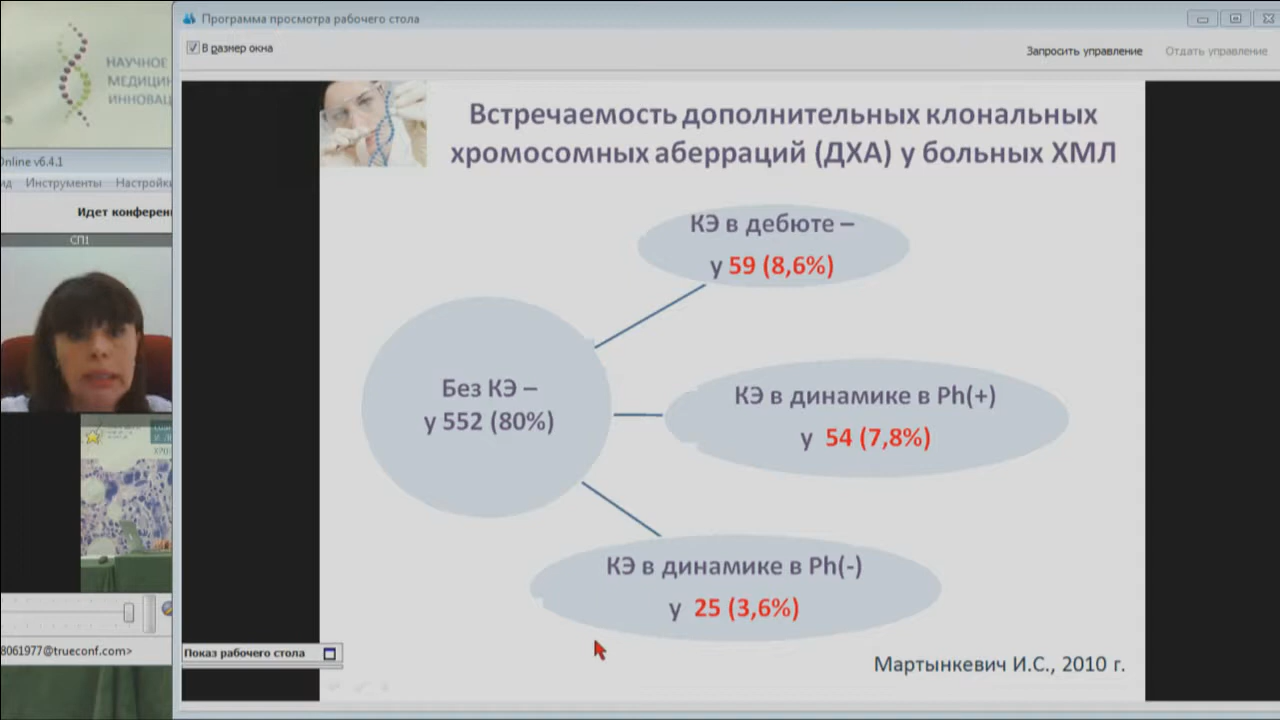 Программа просмотра рабочего стола
В размер окна
Запросить управление
Отдать управление
НАУЧНОЕ
МЕДИЦИН
ИННОВАЦ
Online v6.4.1
ид Инструменты Настройки
Идет конферен
СП1
Встречаемость дополнительных клональных
хромосомных аберраций (ДХА) у больных ХМЛ
КЭ в дебюте –
у 59 (8,6%)
Без КЭ –
у 552 (80%)
КЭ в динамике в Ph(+)
у 54 (7,8%)
КЭ в динамике в Ph(-)
у 25 (3,6%)
8061977@trueconf.com>
Показ рабочего стола
Мартынкевич И.С., 2010 г.